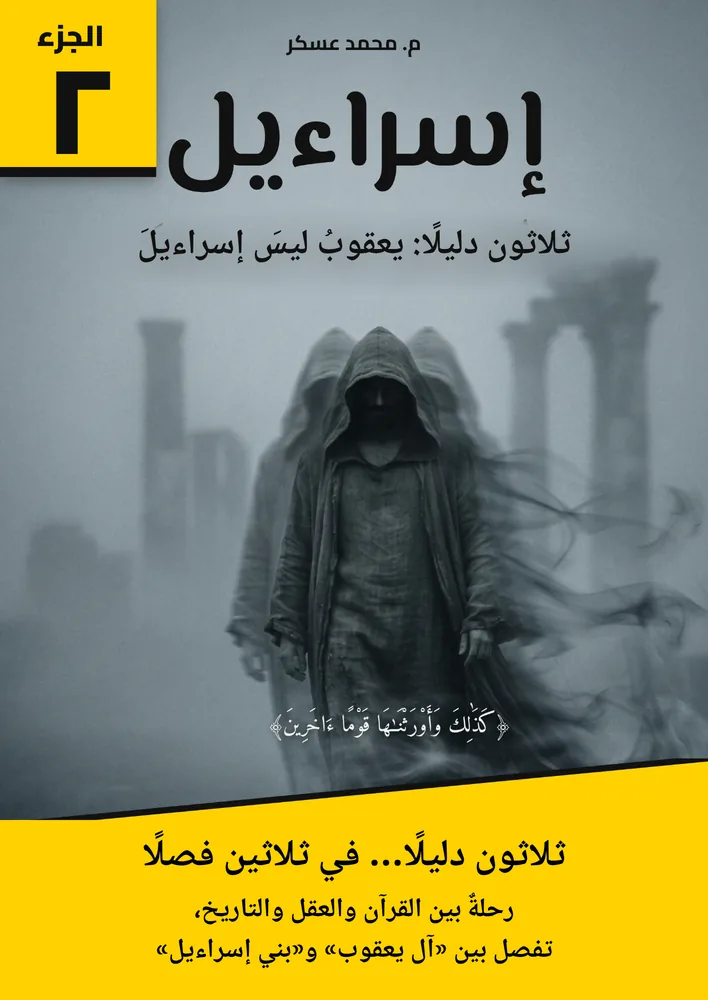 الجزء
٢
م. محمد عسكر
إسراءيل
ثلاثون دليلًا: يعقوبُ ليسَ إسراءيلَ
﴿كَذَٰلِكَ وَأَوْرَثْنَـٰهَا قَوْمًا ءَاخَرِينَ﴾
ثلاثون دليلًا... في ثلاثين فصلًا
رحلةٌ بين القرآن والعقل والتاريخ،
تفصل بين «آل يعقوب» و«بني إسراءيل»